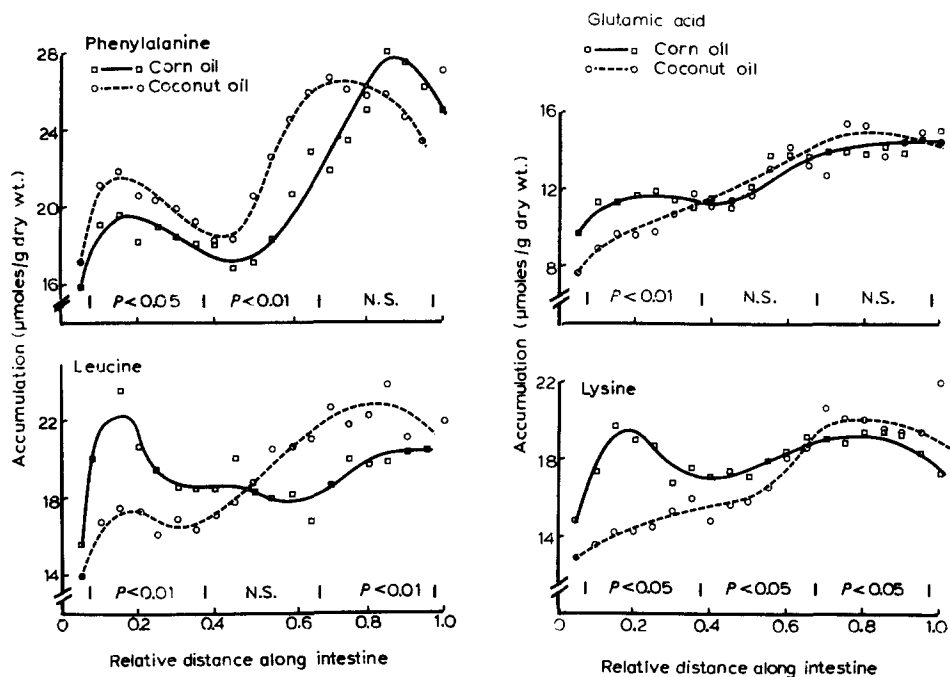 Phenylalanine
Corn oil
Coconut oil
28
24
20
16
P<0.05
P<0.01
N.S.
Glutamic acid
Corn oil
Coconut oil
16
12
8
P<0.01
N.S.
N.S.
Leucine
22
18
14
P<0.01
N.S.
P<0.01
0
0.2
0.4
0.6
0.8
1.0
Relative distance along intestine
Accumulation (μmoles/g dry wt.)
Lysine
22
18
14
P<0.05
P<0.05
P<0.05
0
0.2
0.4
0.6
0.8
1.0
Relative distance along intestine
Accumulation (μmoles/g dry wt.)